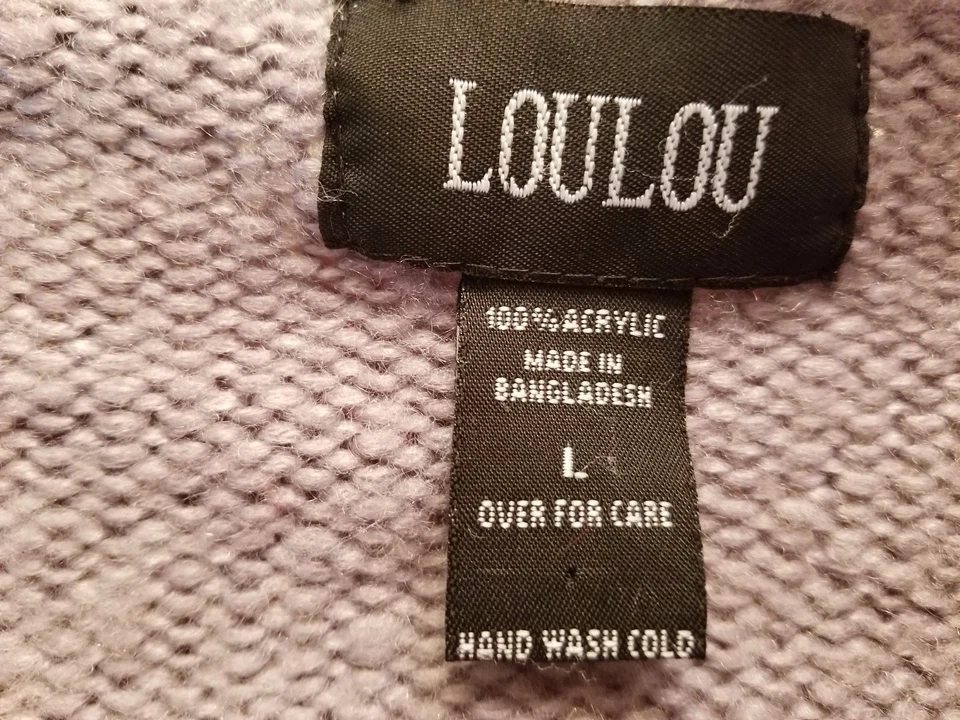 LOULOU
100% ACRYLIC
MADE IN
BANGLADESH
L
OVER FOR CARE
HAND WASH COLD